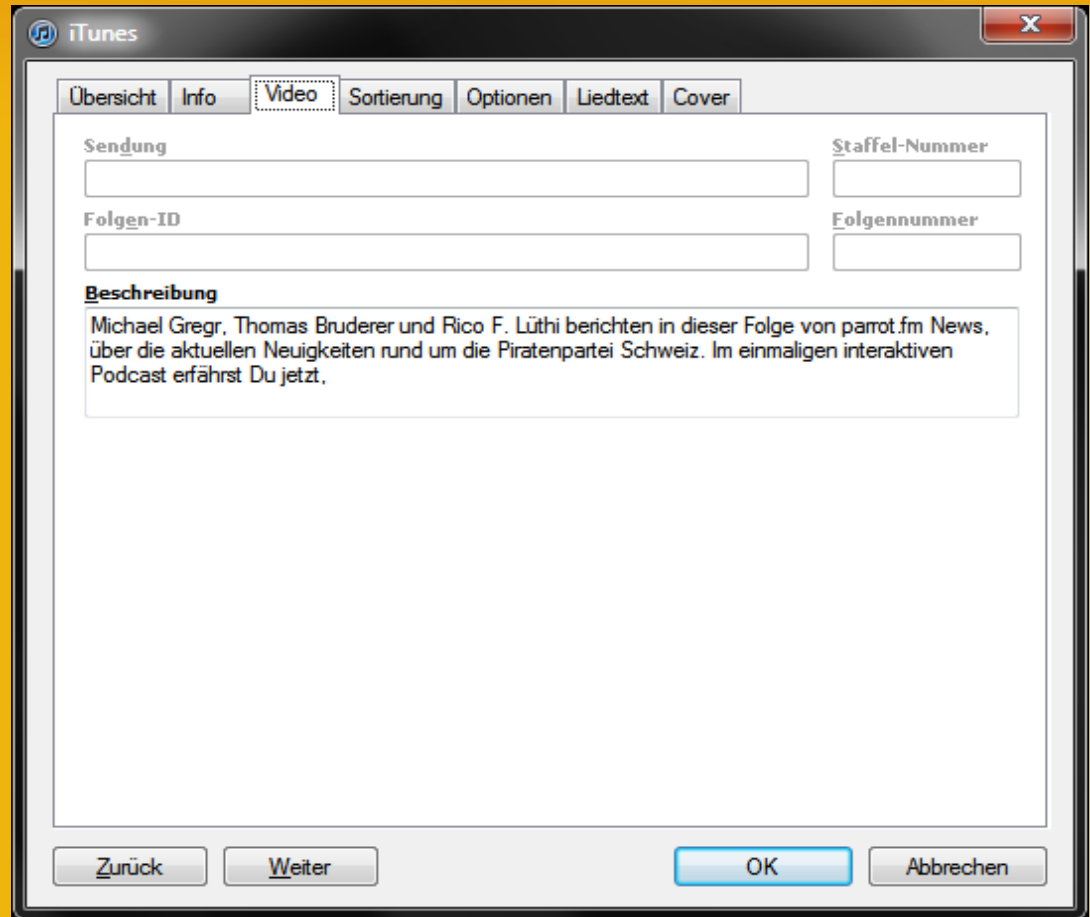 iTunes
Übersicht Info Video Sortierung Optionen Liedtext Cover
Sendung Staffel-Nummer
Folgen-ID Folgennummer
Beschreibung
Michael Gregr, Thomas Bruderer und Rico F. Lüthi berichten in dieser Folge von parrot.fm News,
über die aktuellen Neuigkeiten rund um die Piratenpartei Schweiz. Im einmaligen interaktiven
Podcast erfährst Du jetzt,
Zurück Weiter OK Abbrechen